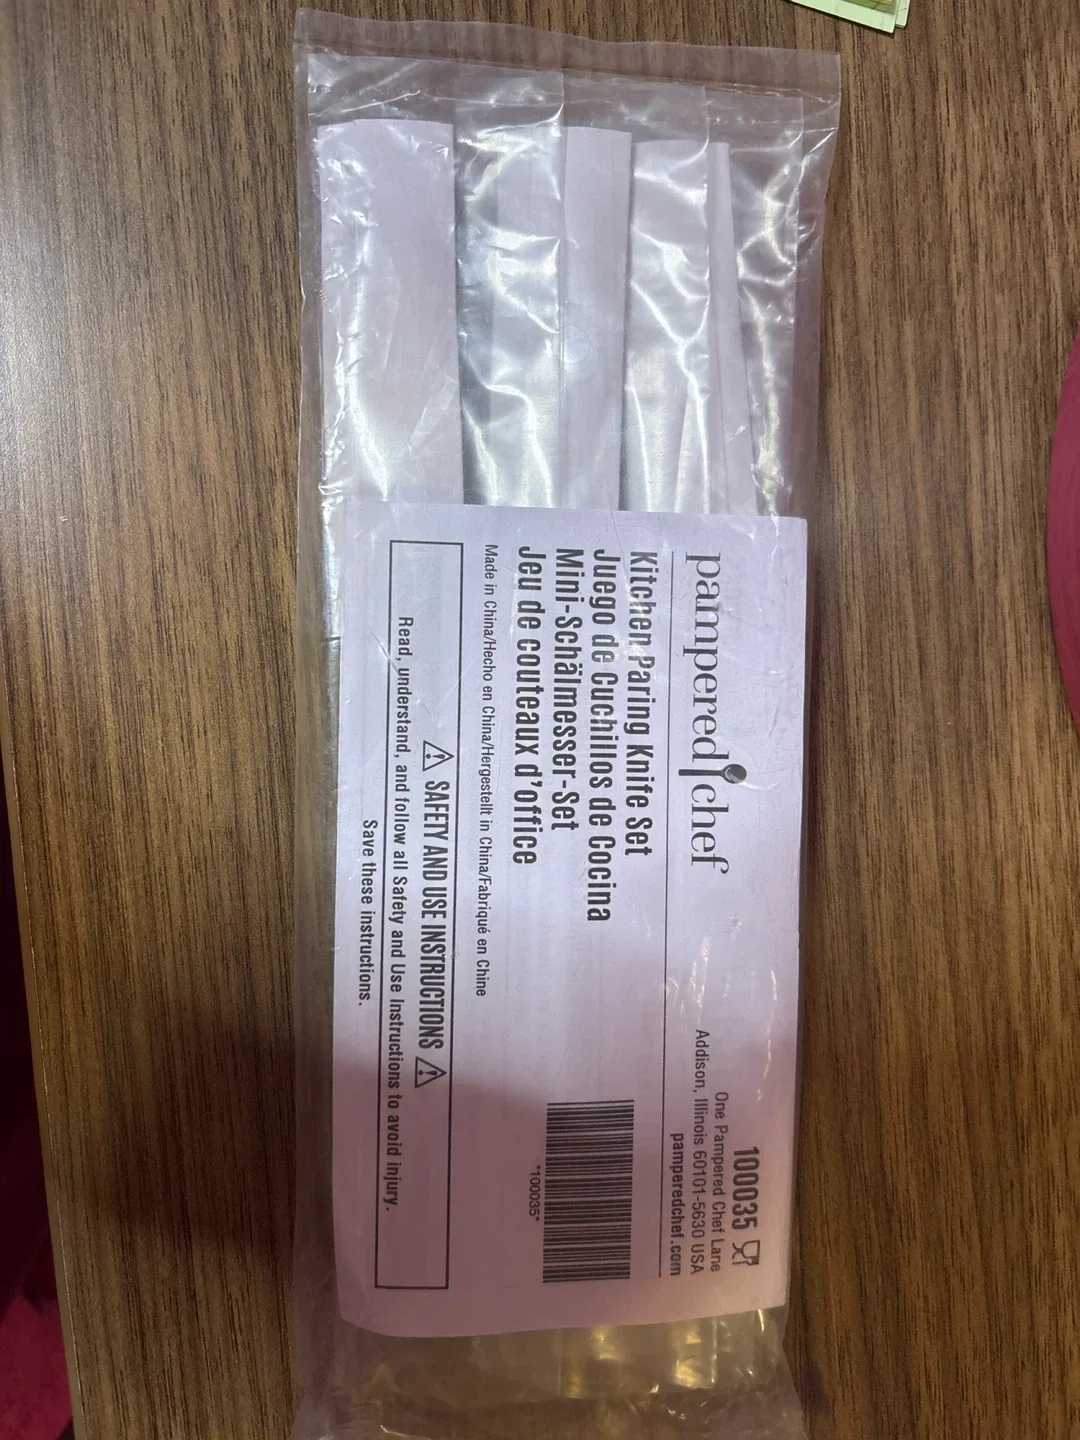 pampered chef
100035
One Pampered Chef Lane
Addison, Illinois 60101-5630 USA
pamperedchef.com
Kitchen Paring Knife Set
Juego de Cuchillos de Cocina
Mini-Schälmesser-Set
Jeu de couteaux d'office
*100035*
Made in China/Hecho en China/Hergestellt in China/Fabriqué en Chine
⚠ SAFETY AND USE INSTRUCTIONS ⚠
Read, understand, and follow all Safety and Use Instructions to avoid injury.
Save these instructions.